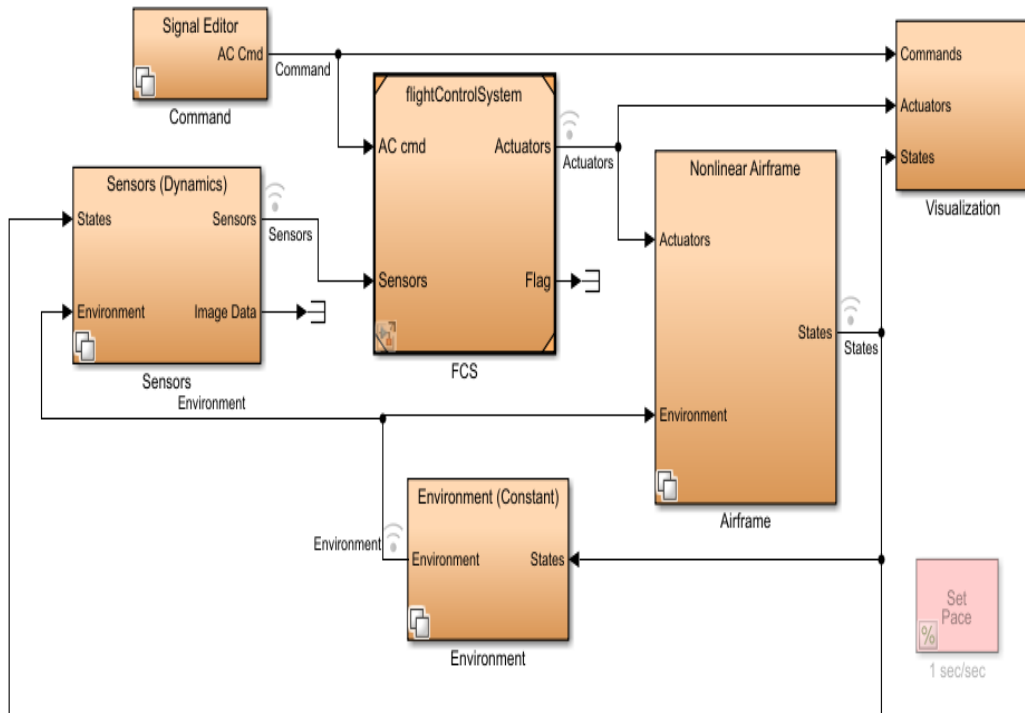 Signal Editor
AC Cmd
Command
Command
flightControlSystem
AC cmd
Actuators
Sensors
Flag
FCS
Actuators
Commands
Actuators
States
Visualization
Sensors (Dynamics)
States
Sensors
Environment
Image Data
Sensors
Sensors
Nonlinear Airframe
Actuators
States
Environment
Airframe
States
Environment
Environment (Constant)
Environment
States
Environment
Environment
Set
Pace
%
1 sec/sec